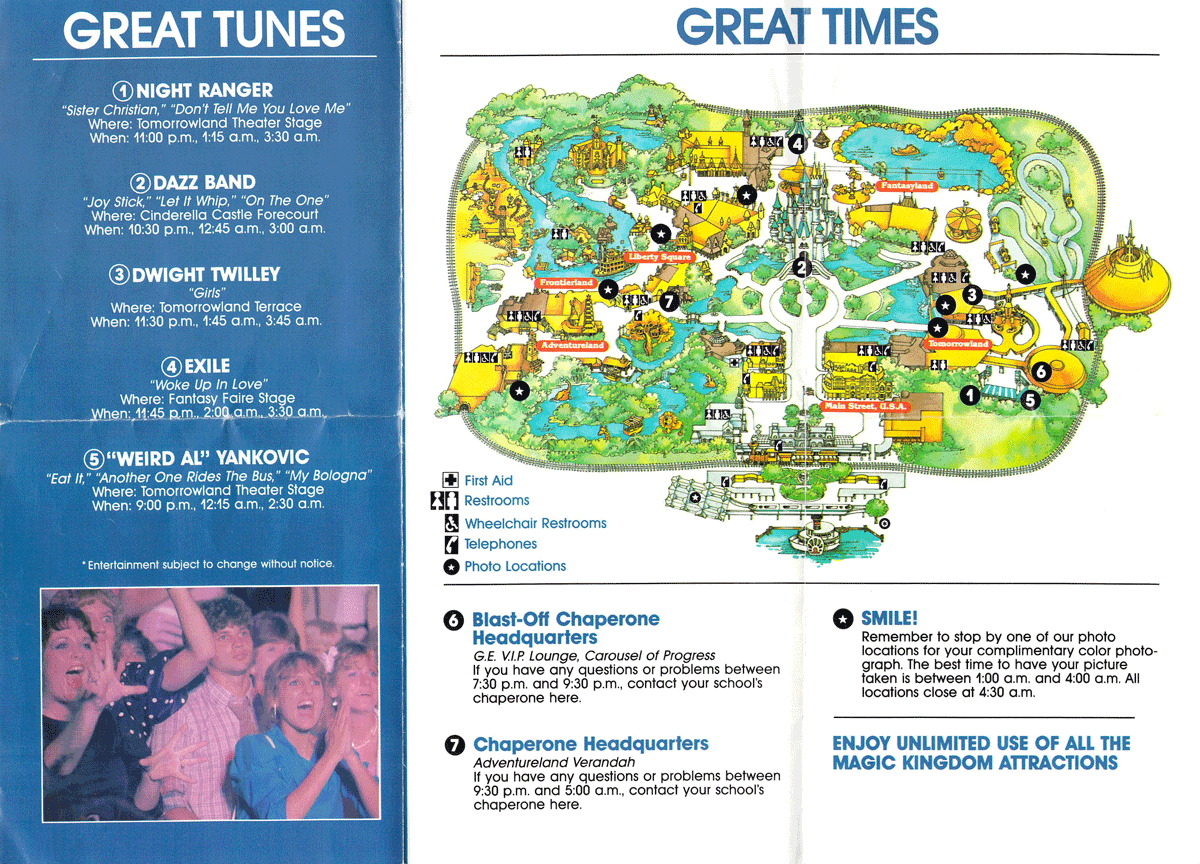 GREAT TUNES
① NIGHT RANGER
“Sister Christian,” “Don’t Tell Me You Love Me”
Where: Tomorrowland Theater Stage
When: 11:00 p.m., 1:15 a.m., 3:30 a.m.
② DAZZ BAND
“Joy Stick,” “Let It Whip,” “On The One”
Where: Cinderella Castle Forecourt
When: 10:30 p.m., 12:45 a.m., 3:00 a.m.
③ DWIGHT TWILLEY
“Girls”
Where: Tomorrowland Terrace
When: 11:30 p.m., 1:45 a.m., 3:45 a.m.
④ EXILE
“Woke Up In Love”
Where: Fantasy Faire Stage
When: 11:45 p.m., 2:00 a.m., 3:30 a.m.
⑤ “WEIRD AL” YANKOVIC
“Eat It,” “Another One Rides The Bus,” “My Bologna”
Where: Tomorrowland Theater Stage
When: 9:00 p.m., 12:15 a.m., 2:30 a.m.
*Entertainment subject to change without notice.
GREAT TIMES
4
Fantasyland
Liberty Square
2
Frontierland
7
3
Adventureland
Tomorrowland
6
1
5
Main Street, U.S.A.
First Aid
Restrooms
Wheelchair Restrooms
Telephones
Photo Locations
6 Blast-Off Chaperone
Headquarters
G.E. V.I.P. Lounge, Carousel of Progress
If you have any questions or problems between
7:30 p.m. and 9:30 p.m., contact your school’s
chaperone here.
7 Chaperone Headquarters
Adventureland Verandah
If you have any questions or problems between
9:30 p.m. and 5:00 a.m., contact your school’s
chaperone here.
SMILE!
Remember to stop by one of our photo
locations for your complimentary color photo-
graph. The best time to have your picture
taken is between 1:00 a.m. and 4:00 a.m. All
locations close at 4:30 a.m.
ENJOY UNLIMITED USE OF ALL THE
MAGIC KINGDOM ATTRACTIONS